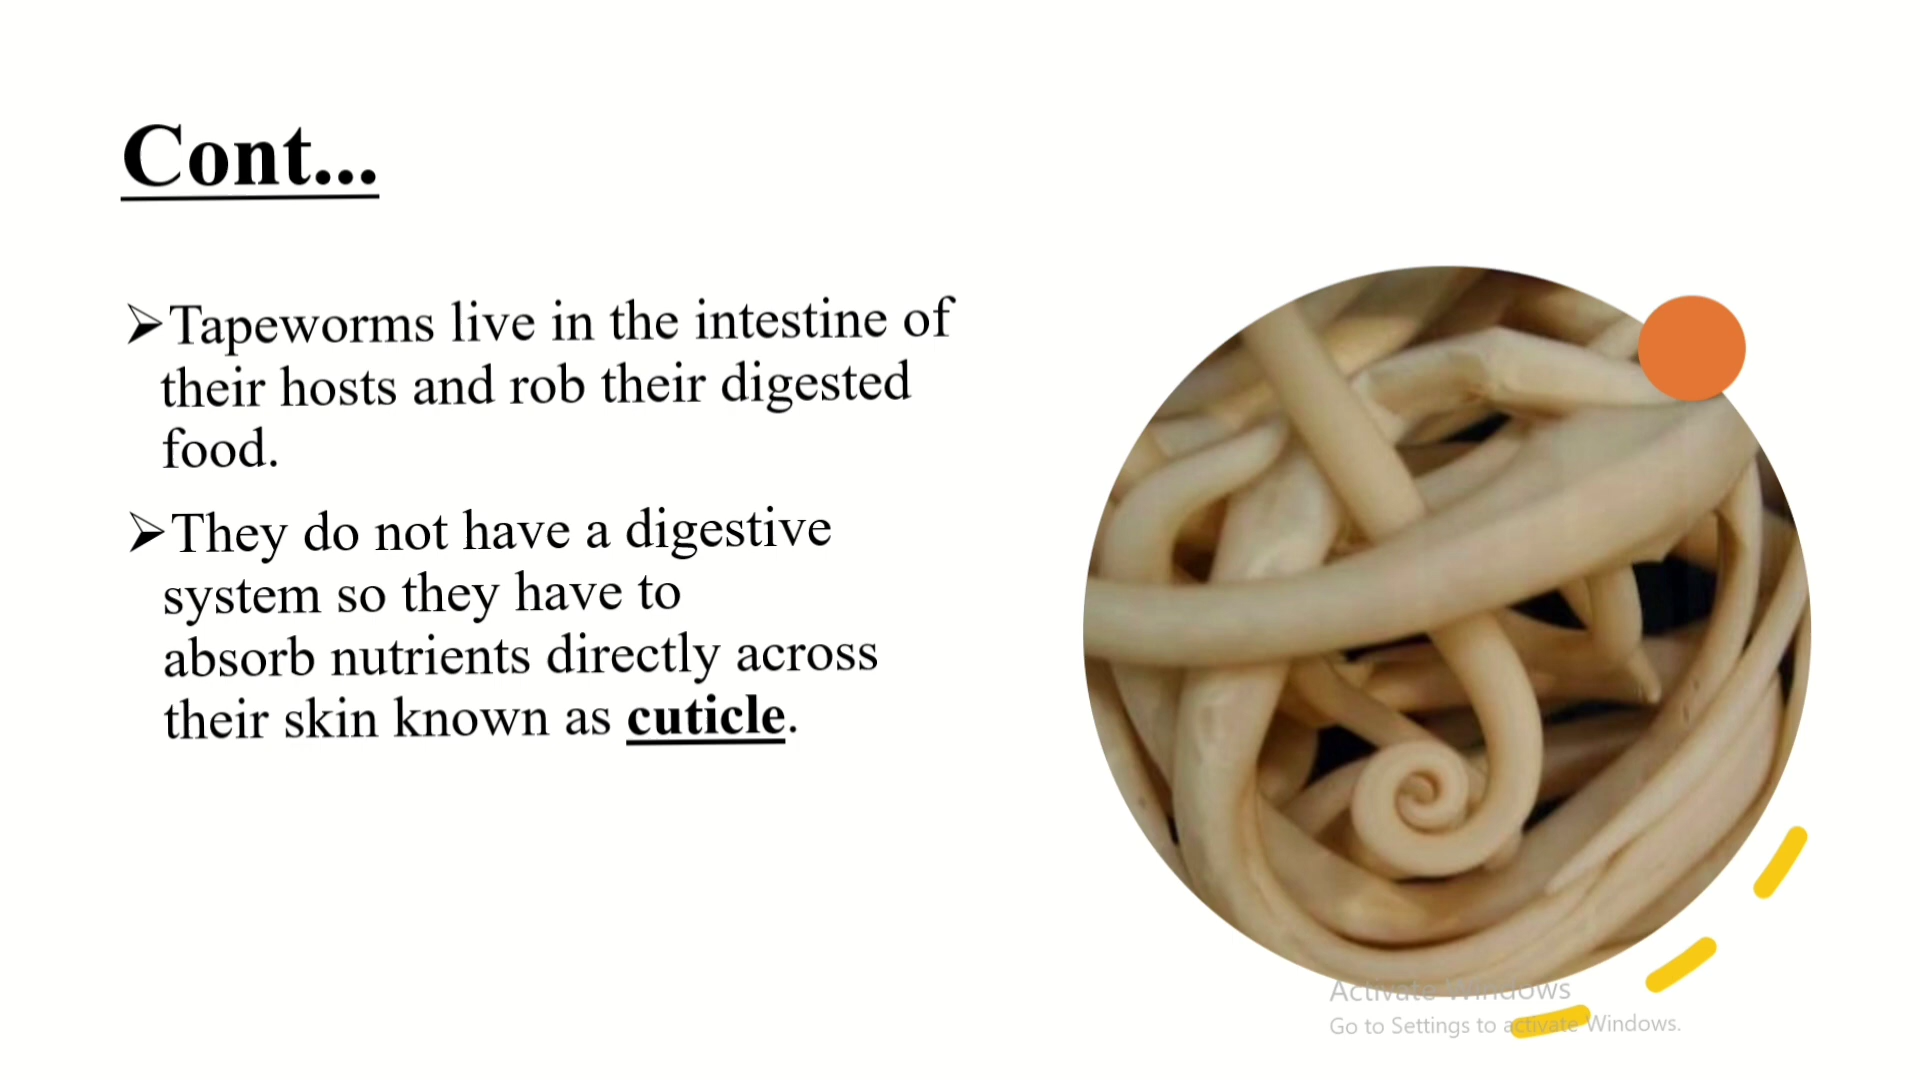 Cont...
➢Tapeworms live in the intestine of
their hosts and rob their digested
food.
➢They do not have a digestive
system so they have to
absorb nutrients directly across
their skin known as cuticle.
Activate Windows
Go to Settings to activate Windows.